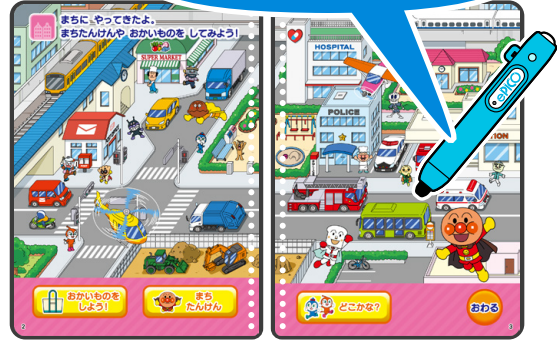 まちに やってきたよ。
まちたんけんや おかいものを してみよう！
SUPER MARKET
HOSPITAL
POLICE
TION
ePICO
おかいものを
しよう！
まち
たんけん
どこかな？
おわる
2
3